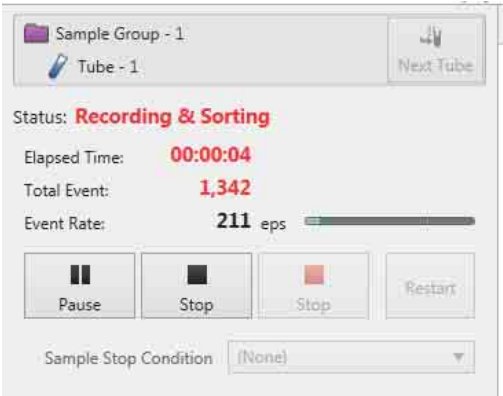 Sample Group - 1
Tube - 1
Next Tube
Status: Recording & Sorting
Elapsed Time: 00:00:04
Total Event: 1,342
Event Rate: 211 eps
Pause Stop Stop Restart
Sample Stop Condition (None)